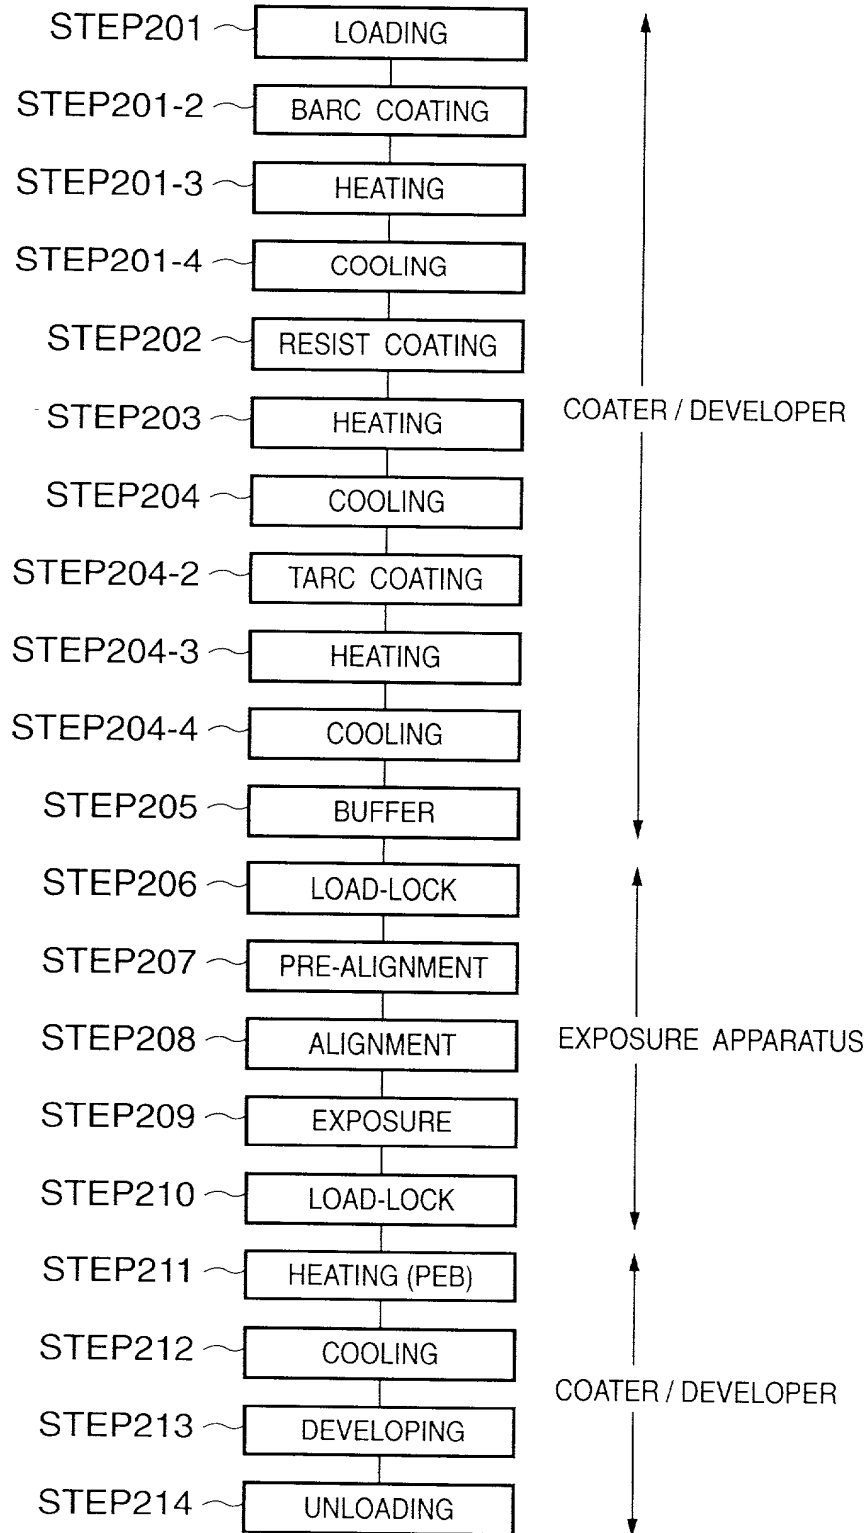 STEP201 LOADING
STEP201-2 BARC COATING
STEP201-3 HEATING
STEP201-4 COOLING
STEP202 RESIST COATING
STEP203 HEATING
COATER / DEVELOPER
STEP204 COOLING
STEP204-2 TARC COATING
STEP204-3 HEATING
STEP204-4 COOLING
STEP205 BUFFER
STEP206 LOAD-LOCK
STEP207 PRE-ALIGNMENT
STEP208 ALIGNMENT
EXPOSURE APPARATUS
STEP209 EXPOSURE
STEP210 LOAD-LOCK
STEP211 HEATING (PEB)
STEP212 COOLING
COATER / DEVELOPER
STEP213 DEVELOPING
STEP214 UNLOADING